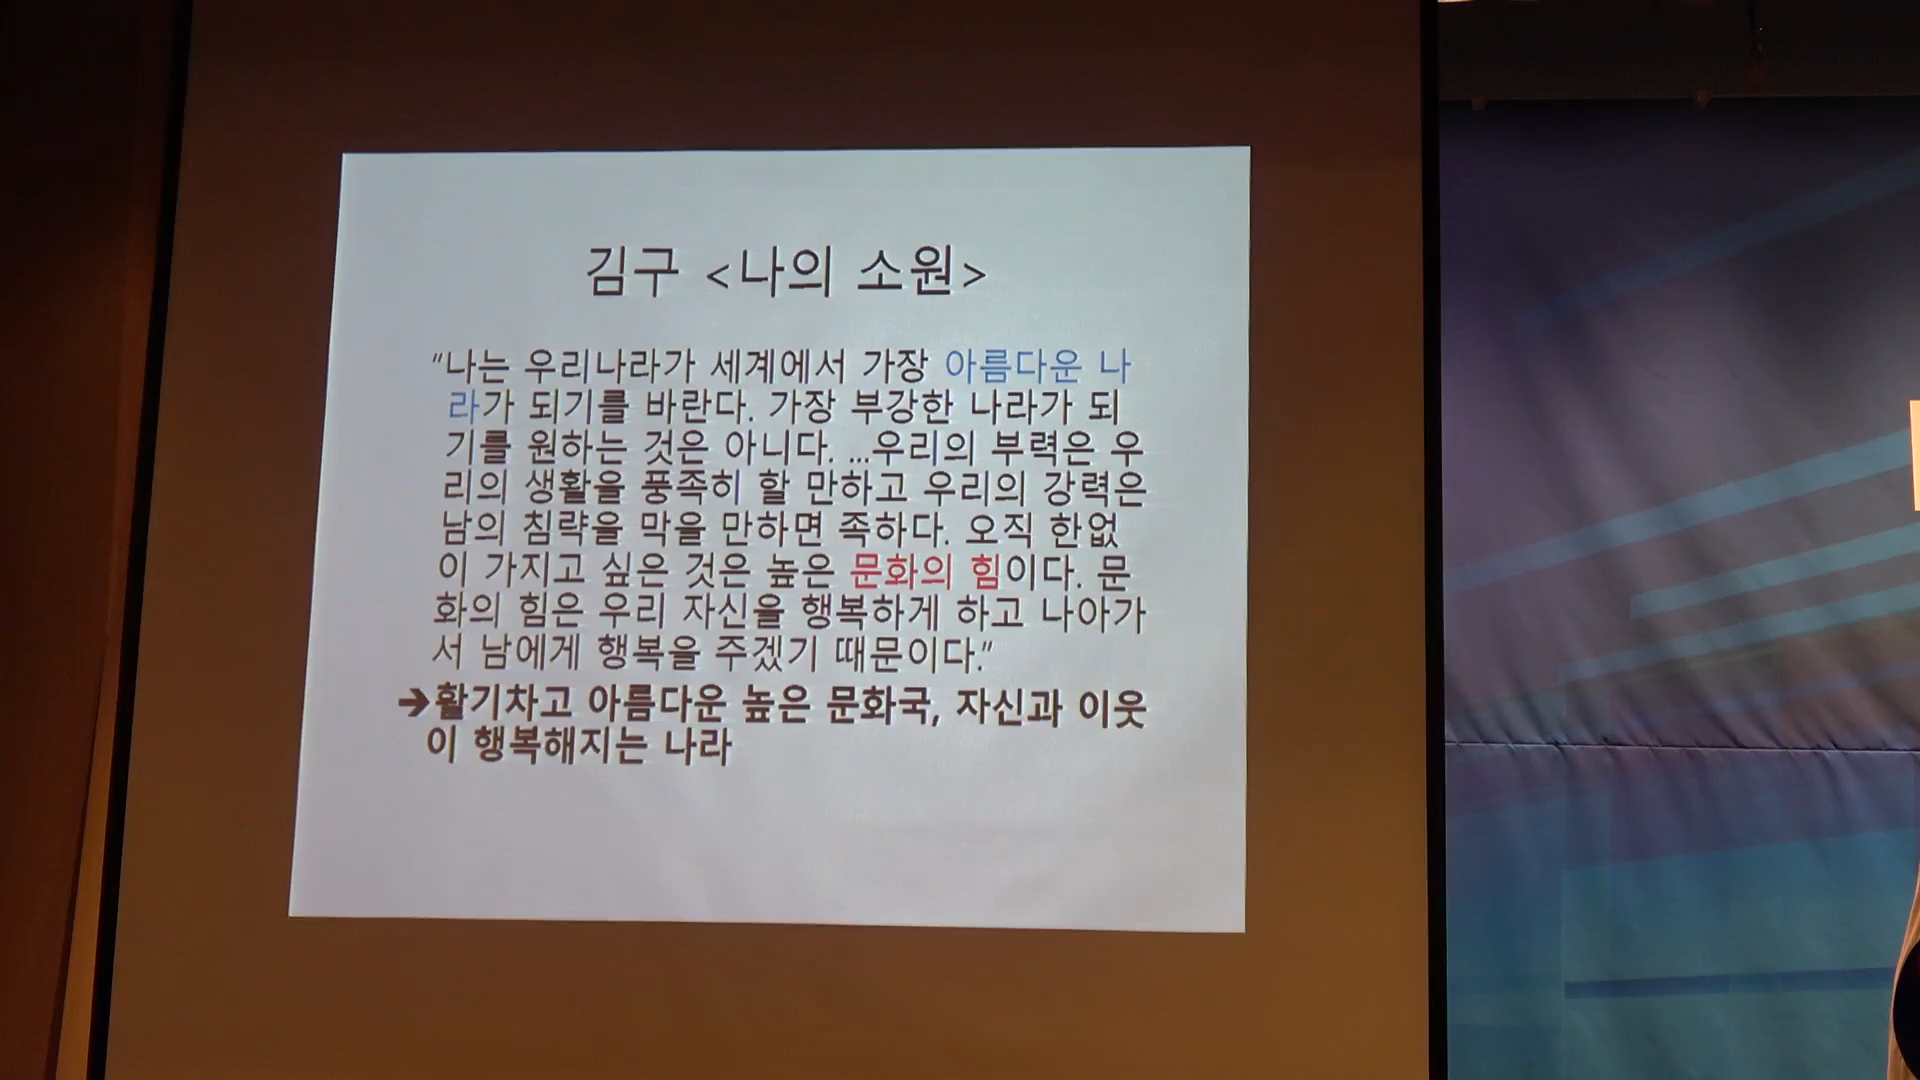 김구 <나의 소원>
“나는 우리나라가 세계에서 가장 아름다운 나
라가 되기를 바란다. 가장 부강한 나라가 되
기를 원하는 것은 아니다. ...우리의 부력은 우
리의 생활을 풍족히 할 만하고 우리의 강력은
남의 침략을 막을 만하면 족하다. 오직 한없
이 가지고 싶은 것은 높은 문화의 힘이다. 문
화의 힘은 우리 자신을 행복하게 하고 나아가
서 남에게 행복을 주겠기 때문이다.”
➔활기차고 아름다운 높은 문화국, 자신과 이웃
이 행복해지는 나라